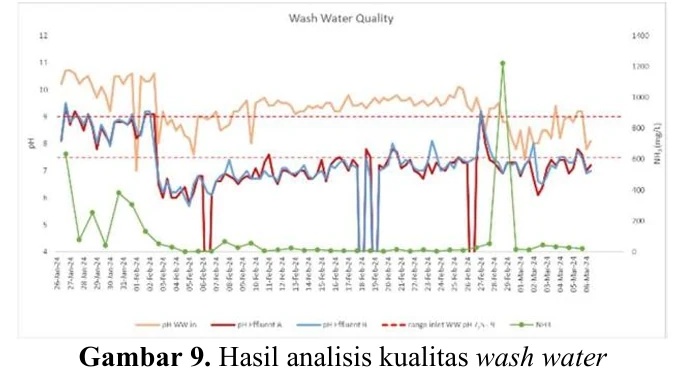 Wash Water Quality
12
11
10
9
8
7
6
5
4
pH
1400
1200
1000
800
600
400
200
0
NH₃(mg/L)
26-Jan-24
27-Jan-24
28-Jan-24
29-Jan-24
30-Jan-24
31-Jan-24
01-Feb-24
02-Feb-24
03-Feb-24
04-Feb-24
05-Feb-24
06-Feb-24
07-Feb-24
08-Feb-24
09-Feb-24
10-Feb-24
11-Feb-24
12-Feb-24
13-Feb-24
14-Feb-24
15-Feb-24
16-Feb-24
17-Feb-24
18-Feb-24
19-Feb-24
20-Feb-24
21-Feb-24
22-Feb-24
23-Feb-24
24-Feb-24
25-Feb-24
26-Feb-24
27-Feb-24
28-Feb-24
29-Feb-24
01-Mar-24
02-Mar-24
03-Mar-24
04-Mar-24
05-Mar-24
06-Mar-24
pH WW in pH Effluent A pH Effluent B range inlet WW pH 7,5 - 9 NH3
Gambar 9. Hasil analisis kualitas wash water